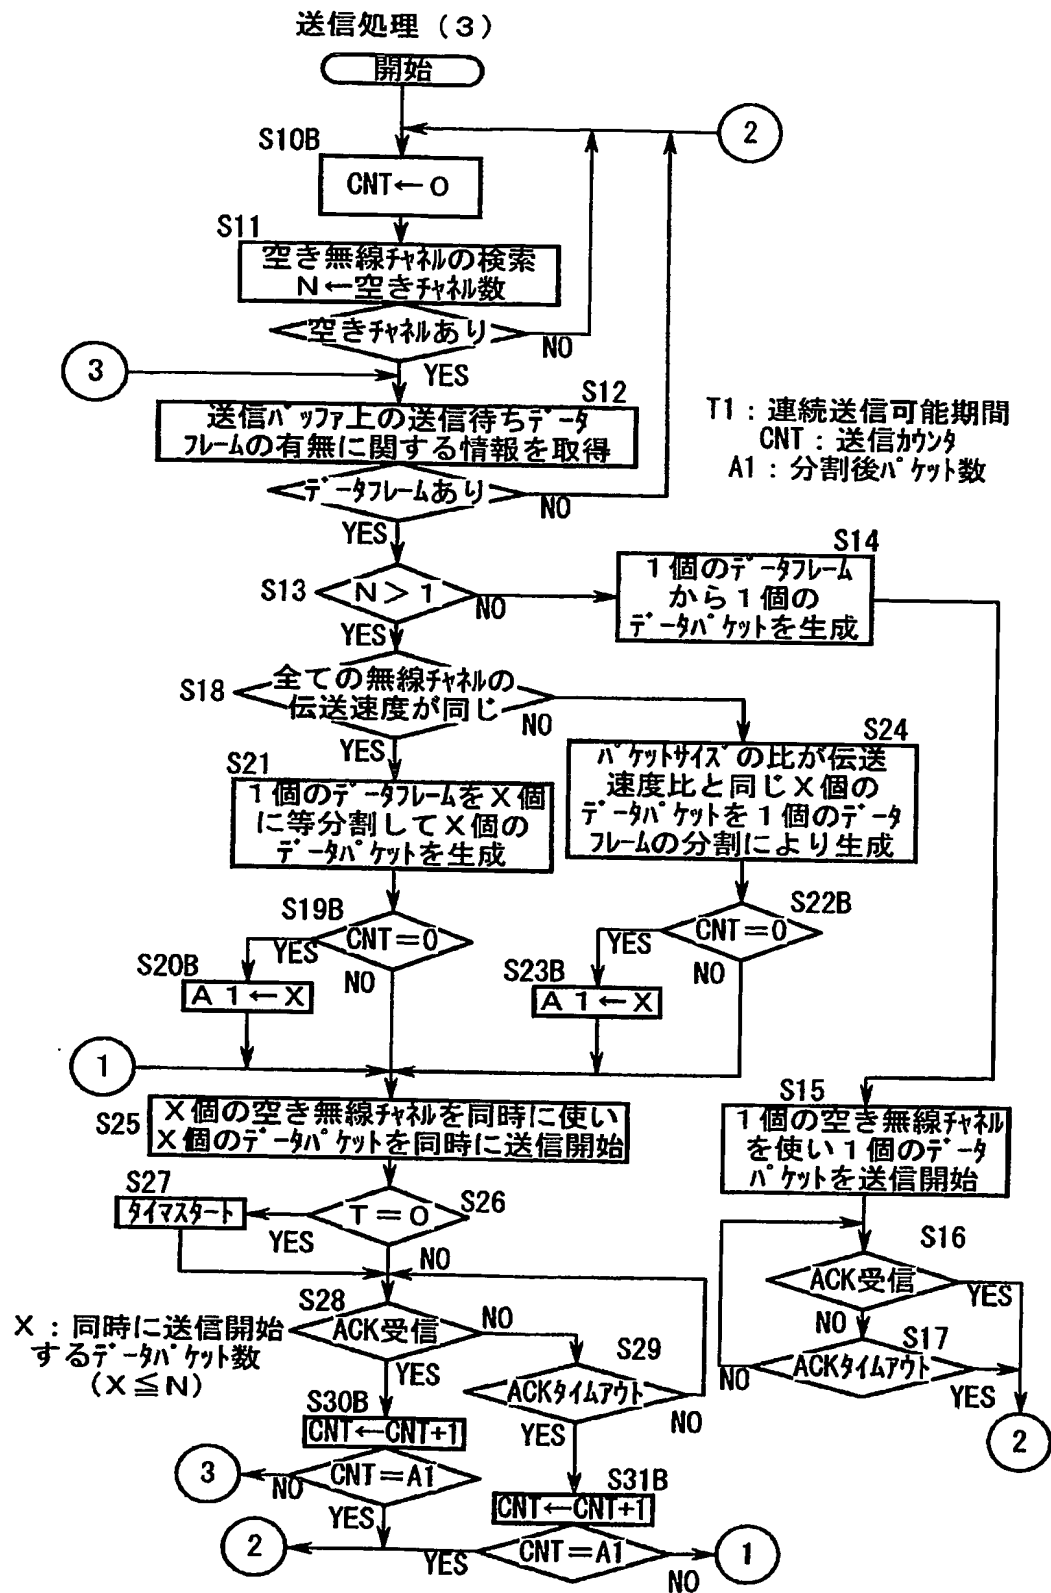 送信処理（３）
開始
2
S10B
CNT←０
S11
空き無線ﾁｬﾈﾙの検索
N←空きﾁｬﾈﾙ数
空きﾁｬﾈﾙあり
NO
YES
3
S12
送信ﾊﾞｯﾌｧ上の送信待ちﾃﾞｰﾀ
ﾌﾚｰﾑの有無に関する情報を取得
T1：連続送信可能期間
CNT：送信ｶｳﾝﾀ
A1：分割後ﾊﾟｹｯﾄ数
ﾃﾞｰﾀﾌﾚｰﾑあり
NO
YES
S13
N＞1
NO
YES
S14
1個のﾃﾞｰﾀﾌﾚｰﾑ
から1個の
ﾃﾞｰﾀﾊﾟｹｯﾄを生成
S18
全ての無線ﾁｬﾈﾙの
伝送速度が同じ
NO
YES
S24
ﾊﾟｹｯﾄｻｲｽﾞの比が伝送
速度比と同じX個の
ﾃﾞｰﾀﾊﾟｹｯﾄを1個のﾃﾞｰﾀ
ﾌﾚｰﾑの分割により生成
S21
1個のﾃﾞｰﾀﾌﾚｰﾑをX個
に等分割してX個の
ﾃﾞｰﾀﾊﾟｹｯﾄを生成
S19B
CNT＝0
YES
NO
S20B
A1←X
S22B
CNT＝0
YES
NO
S23B
A1←X
1
S25
X個の空き無線ﾁｬﾈﾙを同時に使い
X個のﾃﾞｰﾀﾊﾟｹｯﾄを同時に送信開始
S15
1個の空き無線ﾁｬﾈﾙ
を使い1個のﾃﾞｰﾀ
ﾊﾟｹｯﾄを送信開始
S27
ﾀｲﾏｽﾀｰﾄ
S26
T＝0
YES
NO
S16
ACK受信
YES
NO
S17
ACKﾀｲﾑｱｳﾄ
NO
YES
2
S28
ACK受信
NO
YES
X：同時に送信開始
するﾃﾞｰﾀﾊﾟｹｯﾄ数
（X≦N）
S29
ACKﾀｲﾑｱｳﾄ
NO
YES
S30B
CNT←CNT+1
CNT＝A1
NO
3
YES
S31B
CNT←CNT+1
CNT＝A1
YES
2
NO
1